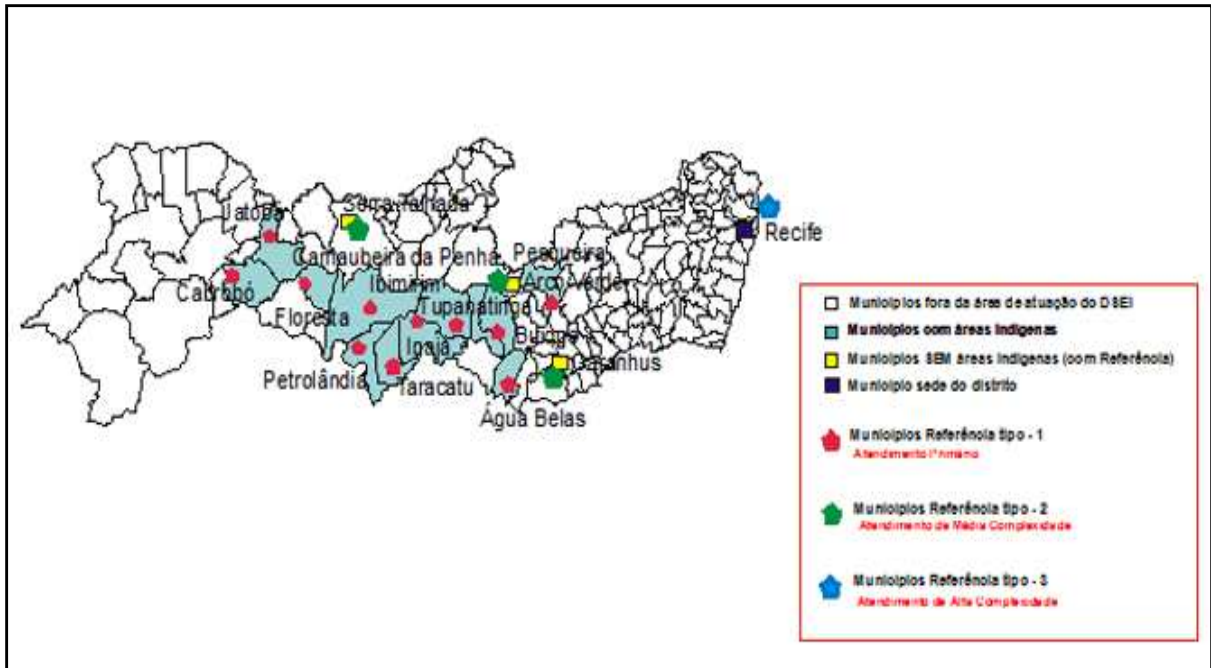 Serra Talhada
Jatobá
Recife
Carnaubeira da Penha
Pesqueira
Cabrobó
Ibimirim
Arco Verde
Floresta
Tupanatinga
Buíque
Inajá
Garanhus
Petrolândia
Taracatu
Água Belas
Municípios fora da área de atuação do DSEI
Municípios com áreas Indígenas
Municípios SEM áreas Indígenas (com Referência)
Município sede do distrito
Municípios Referência tipo - 1
Atendimento Primário
Municípios Referência tipo - 2
Atendimento de Média Complexidade
Municípios Referência tipo - 3
Atendimento de Alta Complexidade